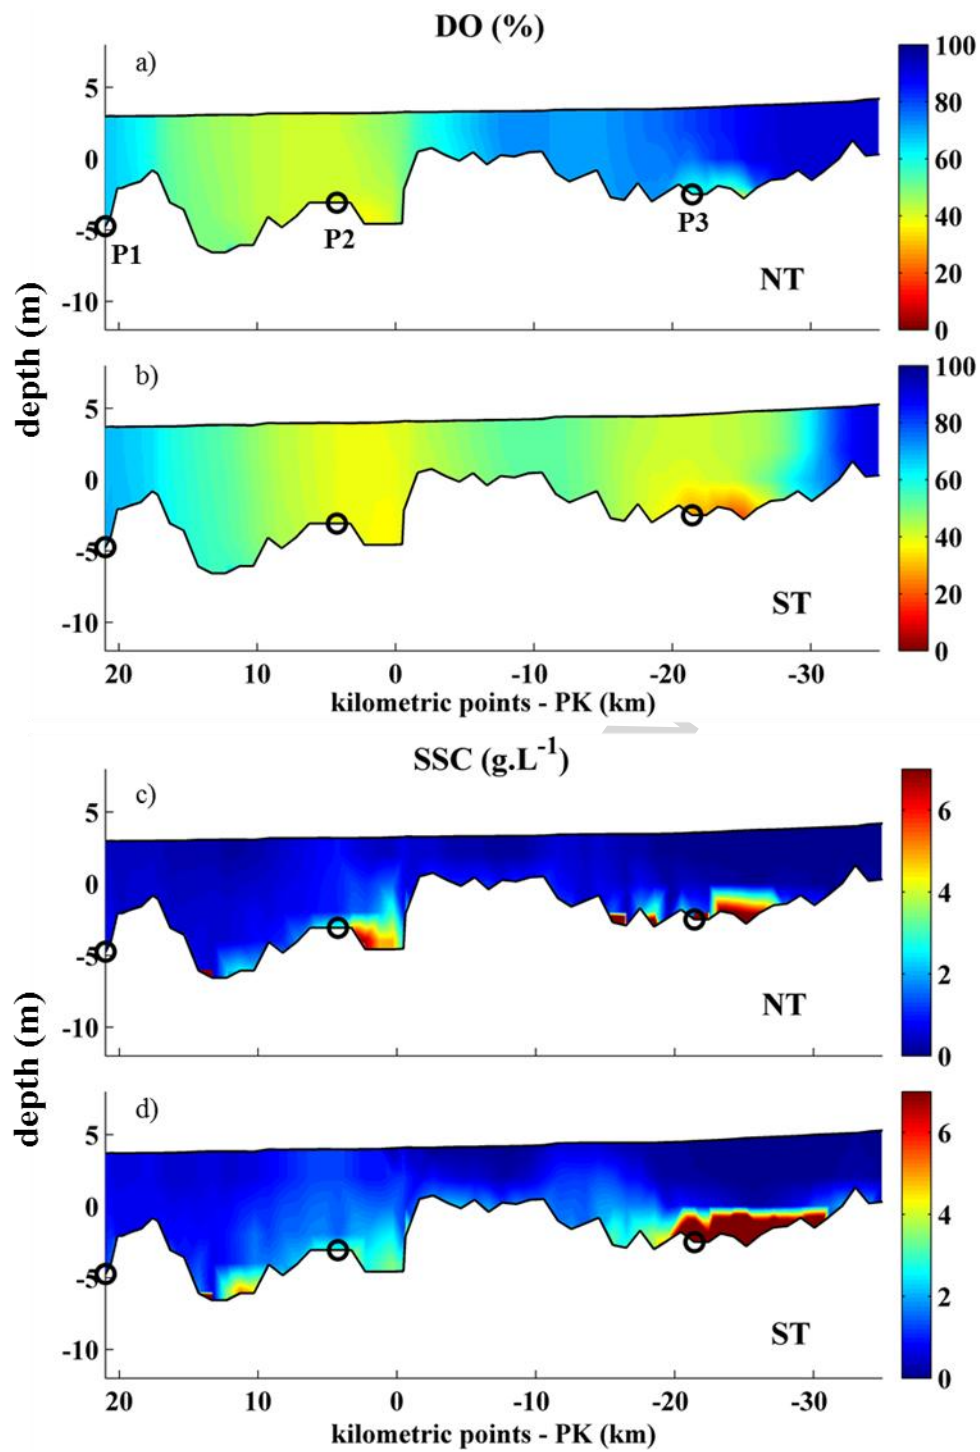 DO (%)
a)
5
0
-5
-10
P1
P2
P3
NT
100
80
60
40
20
0
depth (m)
b)
5
0
-5
-10
ST
100
80
60
40
20
0
20 10 0 -10 -20 -30
kilometric points - PK (km)
SSC (g.L-1)
c)
5
0
-5
-10
NT
6
4
2
0
depth (m)
d)
5
0
-5
-10
ST
6
4
2
0
20 10 0 -10 -20 -30
kilometric points - PK (km)